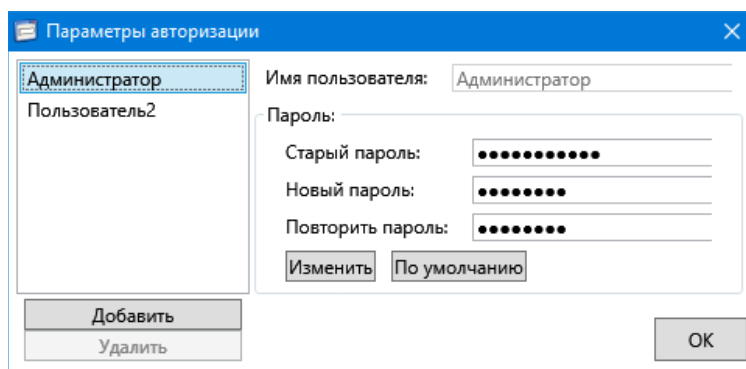 Параметры авторизации
Администратор
Пользователь2
Имя пользователя: Администратор
Пароль:
Старый пароль: ●●●●●●●●●●●
Новый пароль: ●●●●●●●●
Повторить пароль: ●●●●●●●●
Изменить По умолчанию
Добавить
Удалить
ОК